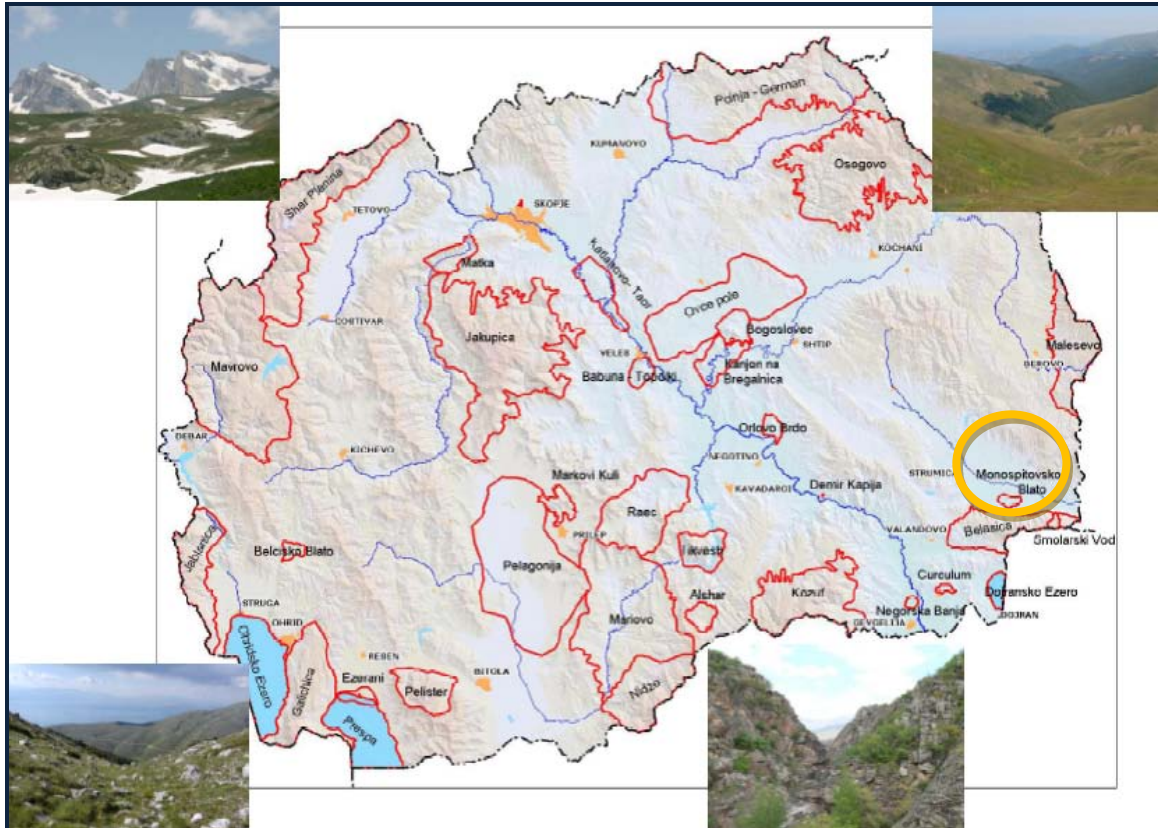 Pcinja - German
KUMANOVO
Osogovo
Shar Planina
TETOVO
SKOPJE
KOCHANI
Matka
Katlanovo- Taor
Ovce pole
GOSTIVAR
Jakupica
Bogoslovec
SHTIP
Malesevo
VELES
Kanjon na
Bregalnica
BEROVO
Mavrovo
Babuna - Topolki
Orlovo Brdo
DEBAR
KICHEVO
NEGOTINO
Markovi Kuli
STRUMICA
Monospitovsko
Blato
KAVADARCI
Demir Kapija
Raec
VALANDOVO
Belasica
Smolarski Vod
Jablanica
Belcisko Blato
PRILEP
Tikvesh
Pelagonija
Curculum
Alshar
Kozuf
Dojransko Ezero
STRUGA
Negorska Banja
DOJRAN
GEVGELIJA
OHRID
Mariovo
Ohridsko Ezero
Galichica
RESEN
BITOLA
Ezerani
Pelister
Nidze
Prespa